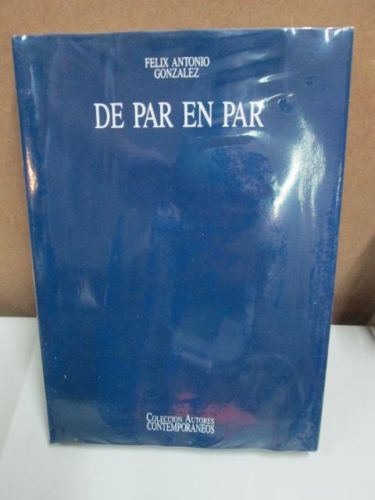 FELIX ANTONIO
GONZALEZ
DE PAR EN PAR
COLECCION AUTORES
CONTEMPORANEOS